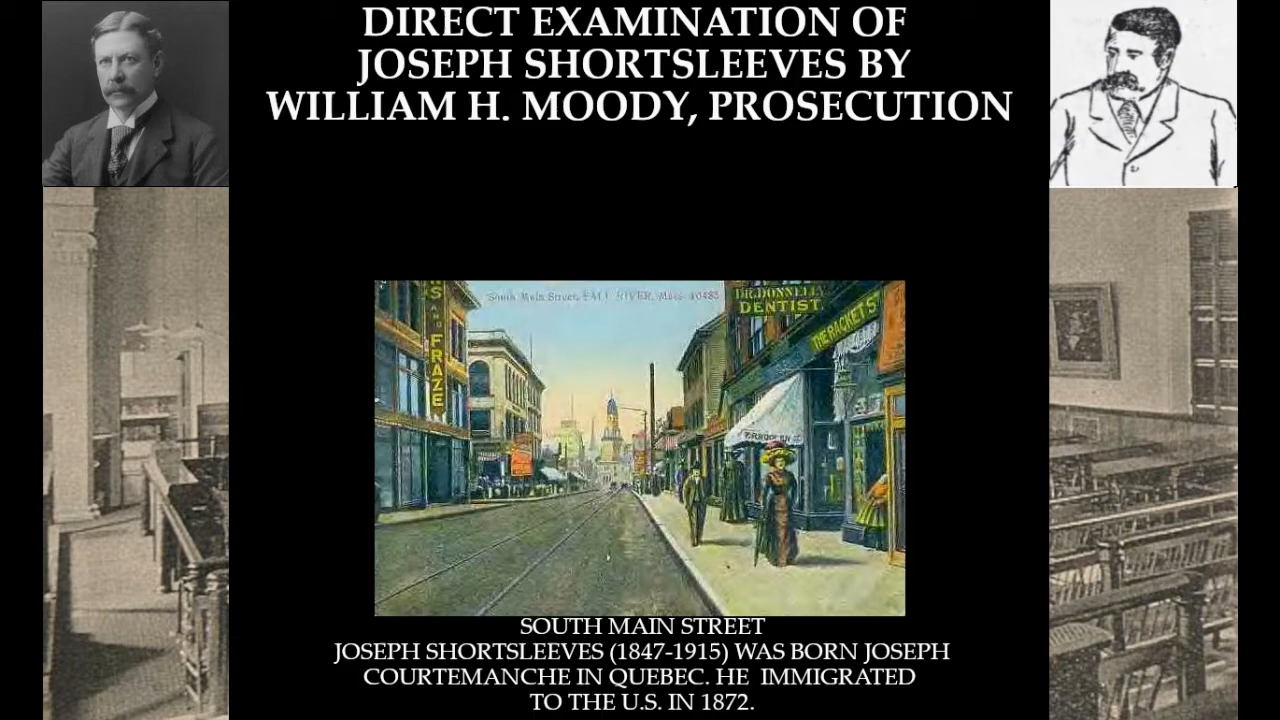 DIRECT EXAMINATION OF
JOSEPH SHORTSLEEVES BY
WILLIAM H. MOODY, PROSECUTION
South Main Street, FALL RIVER, Mass. 40485
DR. DONNELLY
DENTIST
THE RACKET S
S AND FRAZE
SOUTH MAIN STREET
JOSEPH SHORTSLEEVES (1847-1915) WAS BORN JOSEPH
COURTEMANCHE IN QUEBEC. HE IMMIGRATED
TO THE U.S. IN 1872.